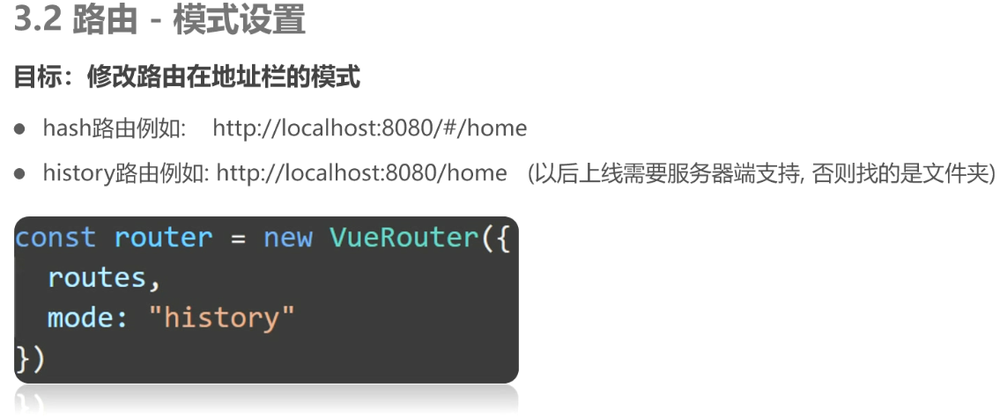 3.2 路由 - 模式设置
目标：修改路由在地址栏的模式
● hash路由例如: http://localhost:8080/#/home
● history路由例如: http://localhost:8080/home (以后上线需要服务器端支持, 否则找的是文件夹)
const router = new VueRouter({
  routes,
  mode: "history"
})